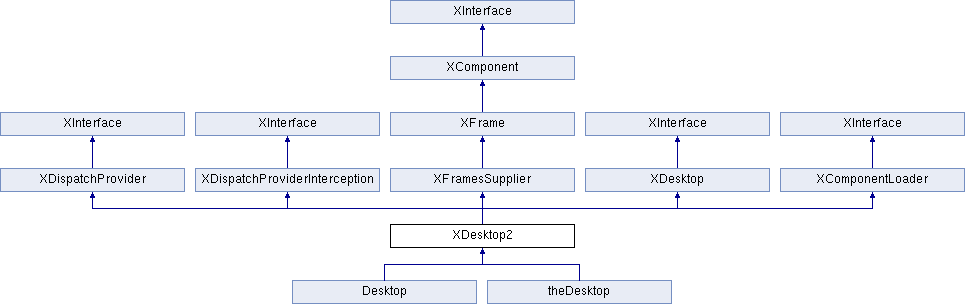 XInterface
XComponent
XInterface
XInterface
XFrame
XInterface
XInterface
XDispatchProvider
XDispatchProviderInterception
XFramesSupplier
XDesktop
XComponentLoader
XDesktop2
Desktop
theDesktop